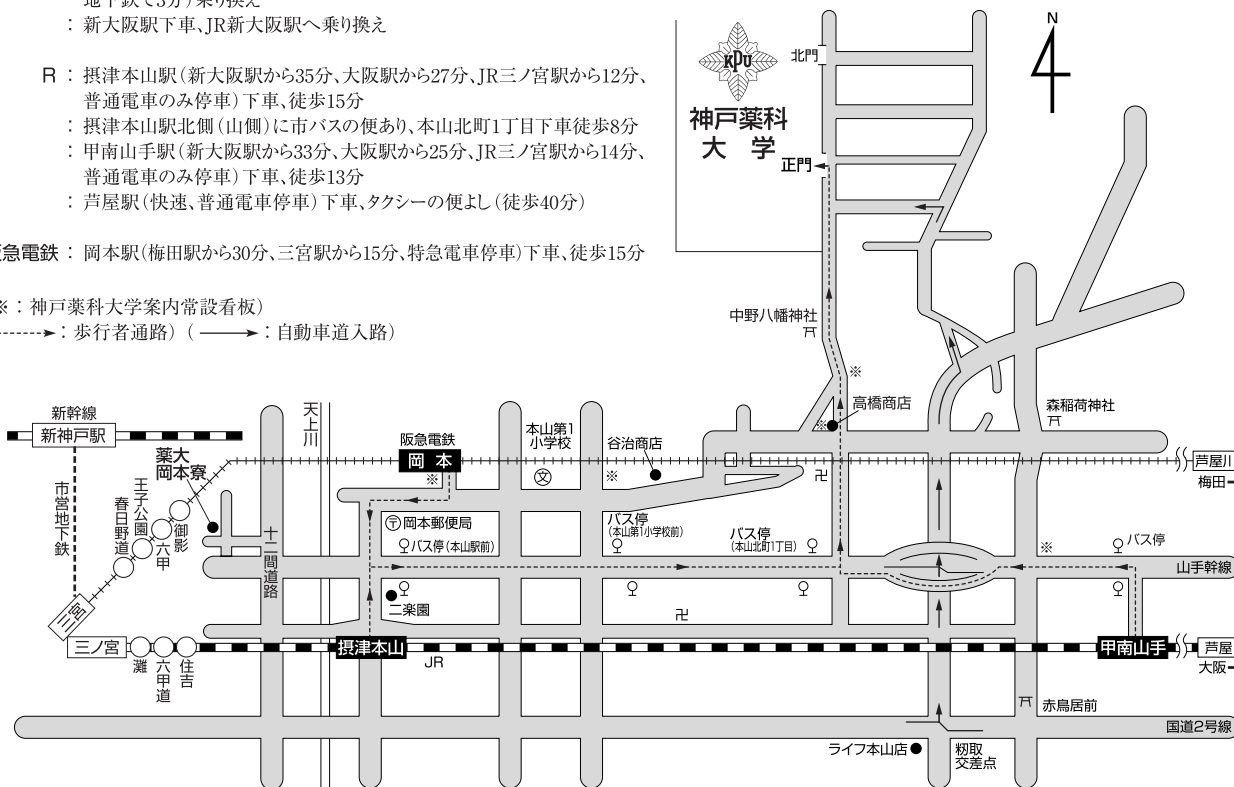 地下鉄で3分)乗り換え
: 新大阪駅下車、JR新大阪駅へ乗り換え
R : 摂津本山駅(新大阪駅から35分、大阪駅から27分、JR三ノ宮駅から12分、
普通電車のみ停車)下車、徒歩15分
: 摂津本山駅北側(山側)に市バスの便あり、本山北町1丁目下車徒歩8分
: 甲南山手駅(新大阪駅から33分、大阪駅から25分、JR三ノ宮駅から14分、
普通電車のみ停車)下車、徒歩13分
: 芦屋駅(快速、普通電車停車)下車、タクシーの便よし(徒歩40分)
急電鉄 : 岡本駅(梅田駅から30分、三宮駅から15分、特急電車停車)下車、徒歩15分
※:神戸薬科大学案内常設看板)
:歩行者通路) ( :自動車道入路)
KPU
神戸薬科
大学
北門
正門
N
中野八幡神社
※
高橋商店
※
森稲荷神社
新幹線
新神戸駅
天上川
阪急電鉄
岡本
※
本山第1
小学校
文
谷治商店
※
卍
芦屋川
梅田
薬大
岡本寮
市営地下鉄
王子公園
春日野道
六甲
御影
十二間道路
〒岡本郵便局
バス停(本山駅前)
バス停
(本山第1小学校前)
バス停
(本山北町1丁目)
※
バス停
山手幹線
二楽園
卍
三宮
三ノ宮
灘
六甲道
住吉
摂津本山
JR
甲南山手
芦屋
大阪
赤鳥居前
国道2号線
ライフ本山店
籾取
交差点